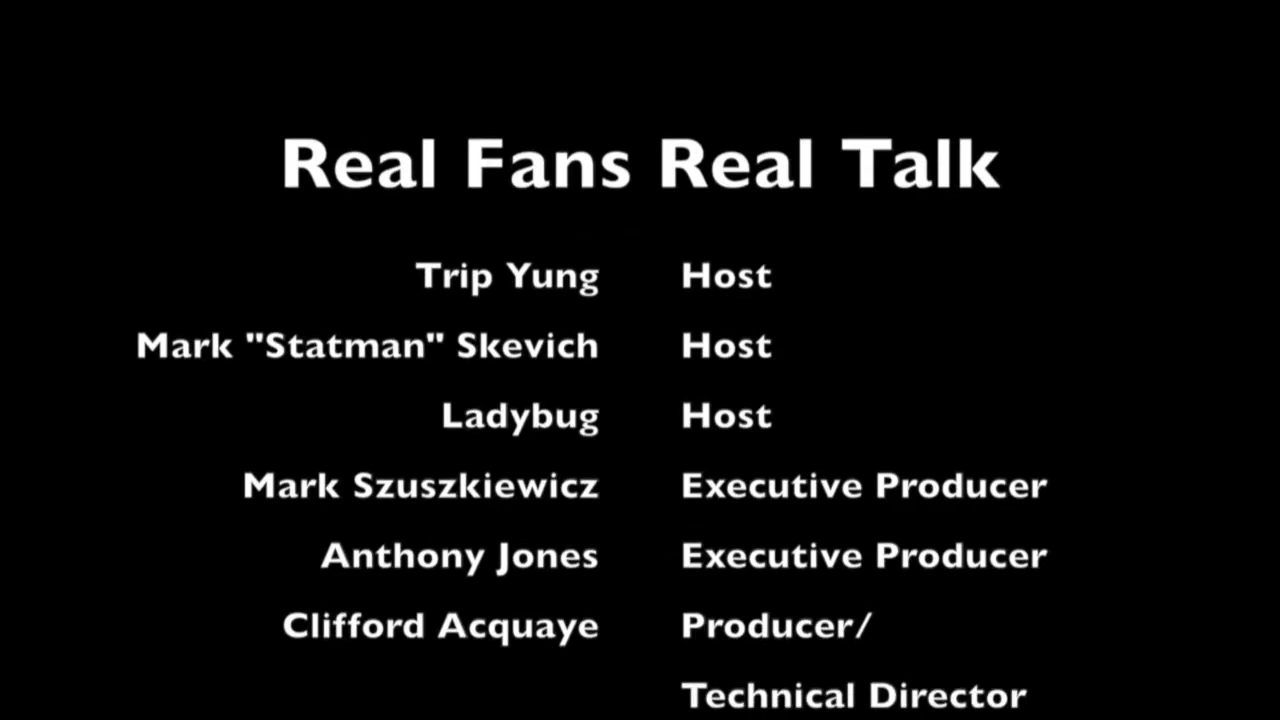 Real Fans Real Talk
Trip Yung Host
Mark "Statman" Skevich Host
Ladybug Host
Mark Szuszkiewicz Executive Producer
Anthony Jones Executive Producer
Clifford Acquaye Producer/
Technical Director